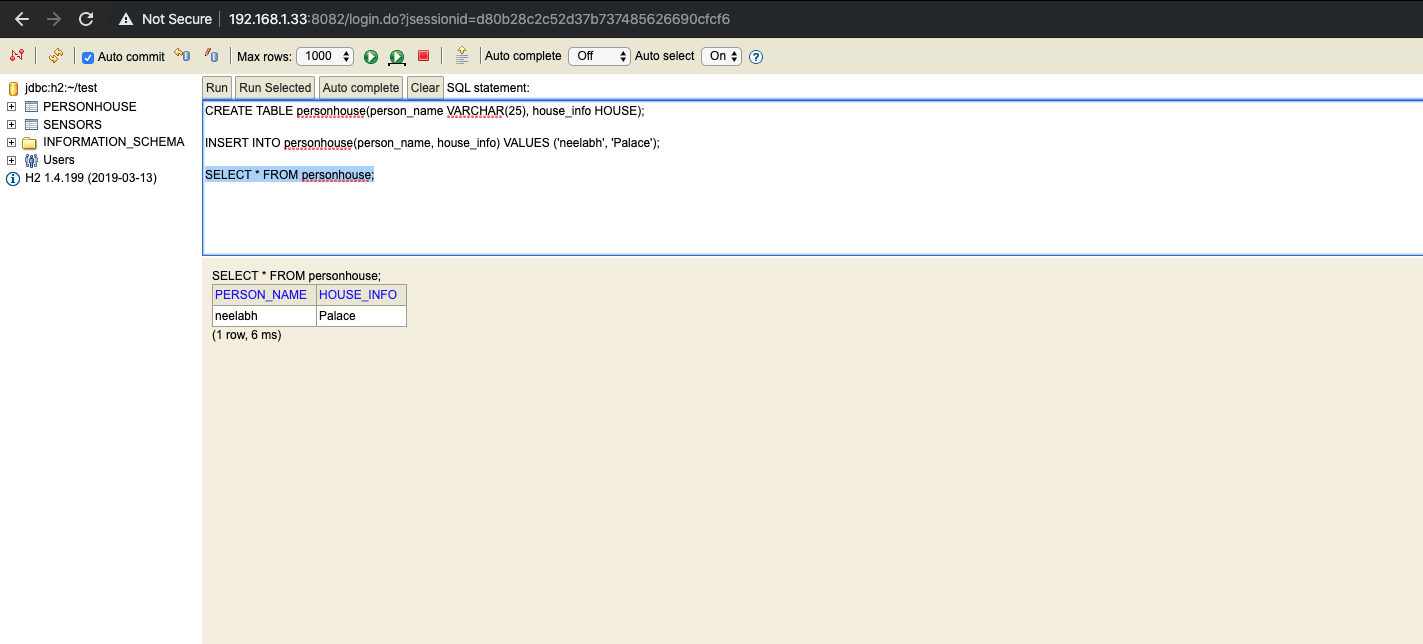 Not Secure 192.168.1.33:8082/login.do?jsessionid=d80b28c2c52d37b737485626690cfcf6
Auto commit Max rows: 1000 Auto complete Off Auto select On ?
jdbc:h2:~/test
PERSONHOUSE
SENSORS
INFORMATION_SCHEMA
Users
H2 1.4.199 (2019-03-13)
Run Run Selected Auto complete Clear SQL statement:
CREATE TABLE personhouse(person_name VARCHAR(25), house_info HOUSE);
INSERT INTO personhouse(person_name, house_info) VALUES ('neelabh', 'Palace');
SELECT * FROM personhouse;
SELECT * FROM personhouse;
PERSON_NAME HOUSE_INFO
neelabh Palace
(1 row, 6 ms)